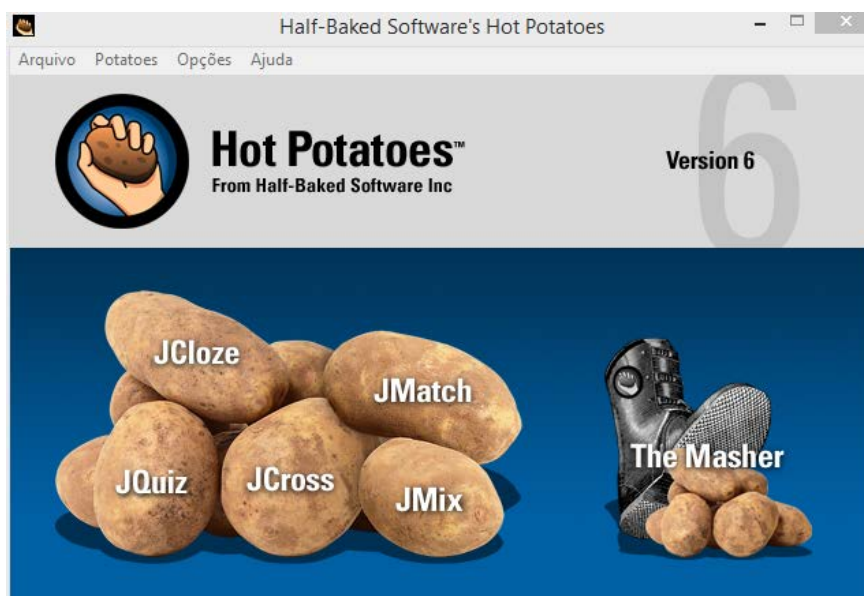 Half-Baked Software's Hot Potatoes
Arquivo Potatoes Opções Ajuda
Hot Potatoes™
From Half-Baked Software Inc
Version 6
6
JCloze
JMatch
JQuiz
JCross
JMix
The Masher